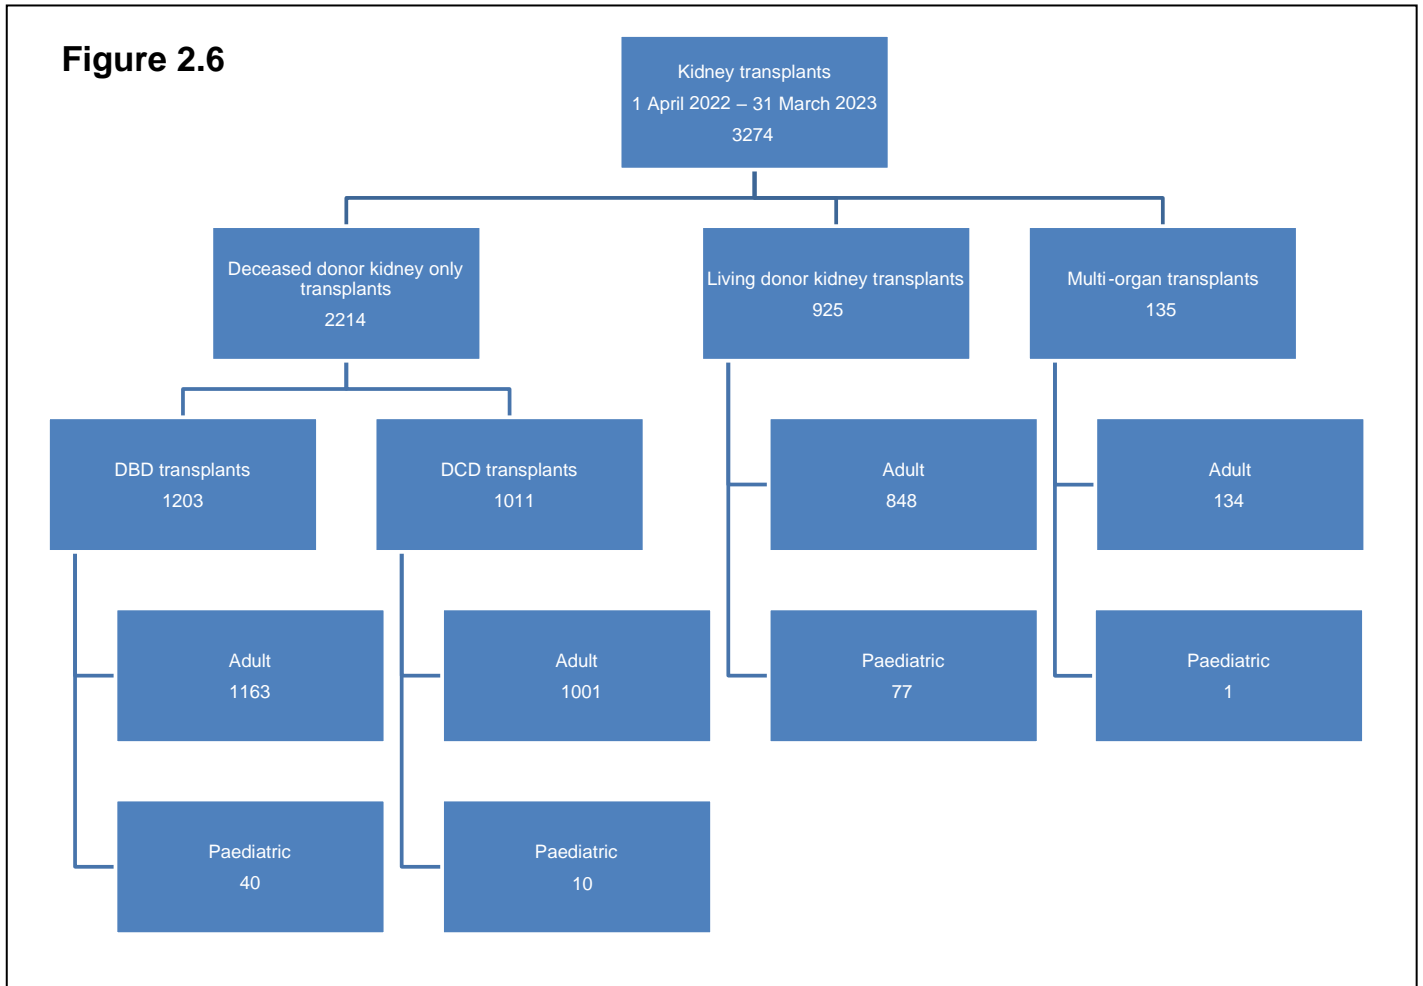 Figure 2.6
Kidney transplants
1 April 2022 – 31 March 2023
3274
Deceased donor kidney only
transplants
2214
Living donor kidney transplants
925
Multi-organ transplants
135
DBD transplants
1203
DCD transplants
1011
Adult
848
Adult
134
Adult
1163
Adult
1001
Paediatric
77
Paediatric
1
Paediatric
40
Paediatric
10